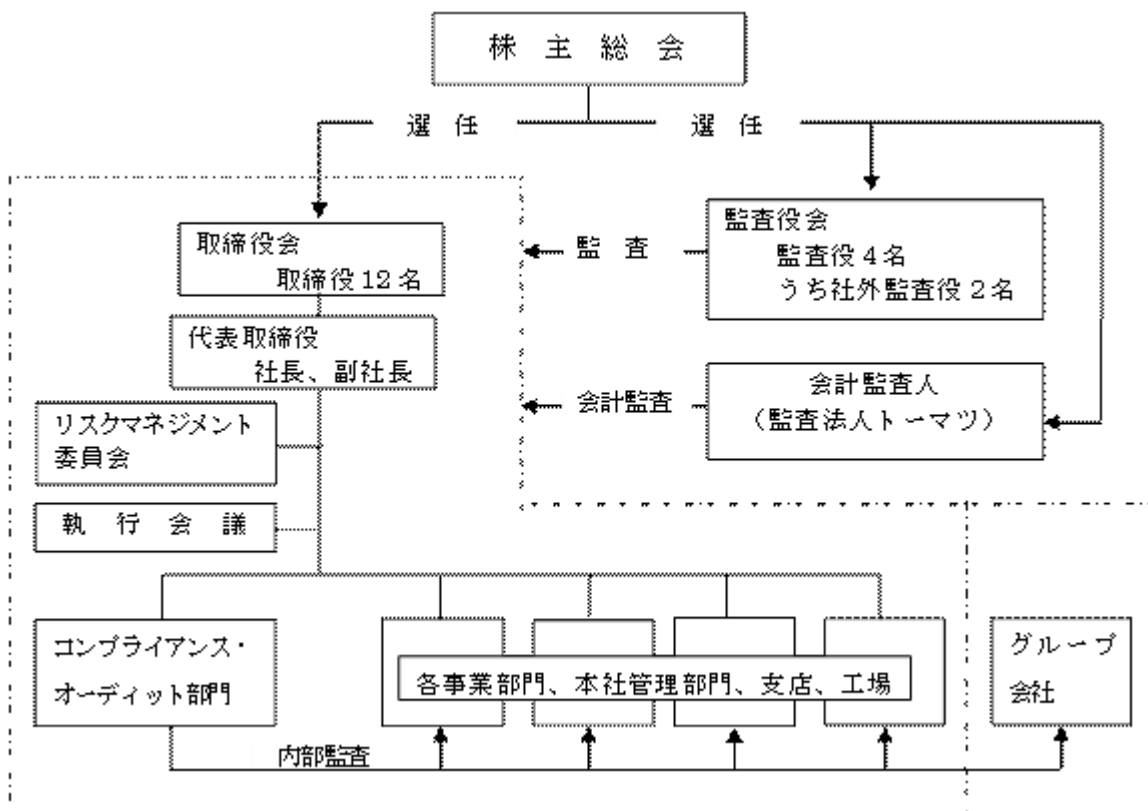 株主総会
選任
選任
取締役会
取締役12名
監査
監査役会
監査役4名
うち社外監査役2名
代表取締役
社長、副社長
会計監査
会計監査人
(監査法人トーマツ)
リスクマネジメント
委員会
執行会議
コンプライアンス・
オーディット部門
各事業部門、本社管理部門、支店、工場
グループ
会社
内部監査